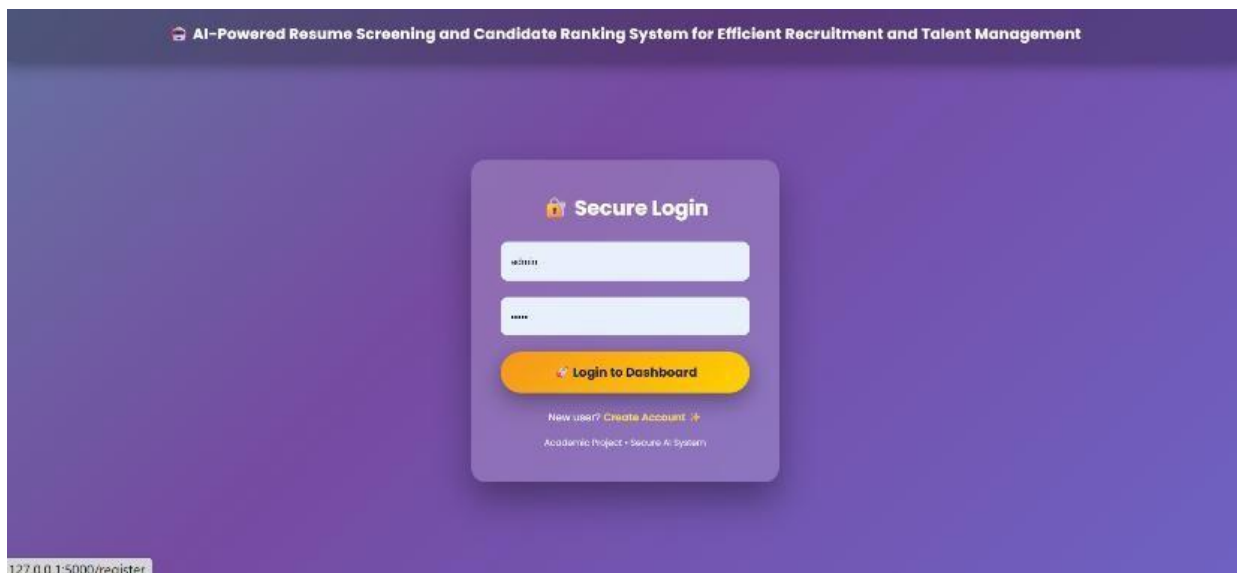 AI-Powered Resume Screening and Candidate Ranking System for Efficient Recruitment and Talent Management
Secure Login
admin
Login to Dashboard
New user? Create Account
Academic Project • Secure AI System
127.0.0.1:5000/register